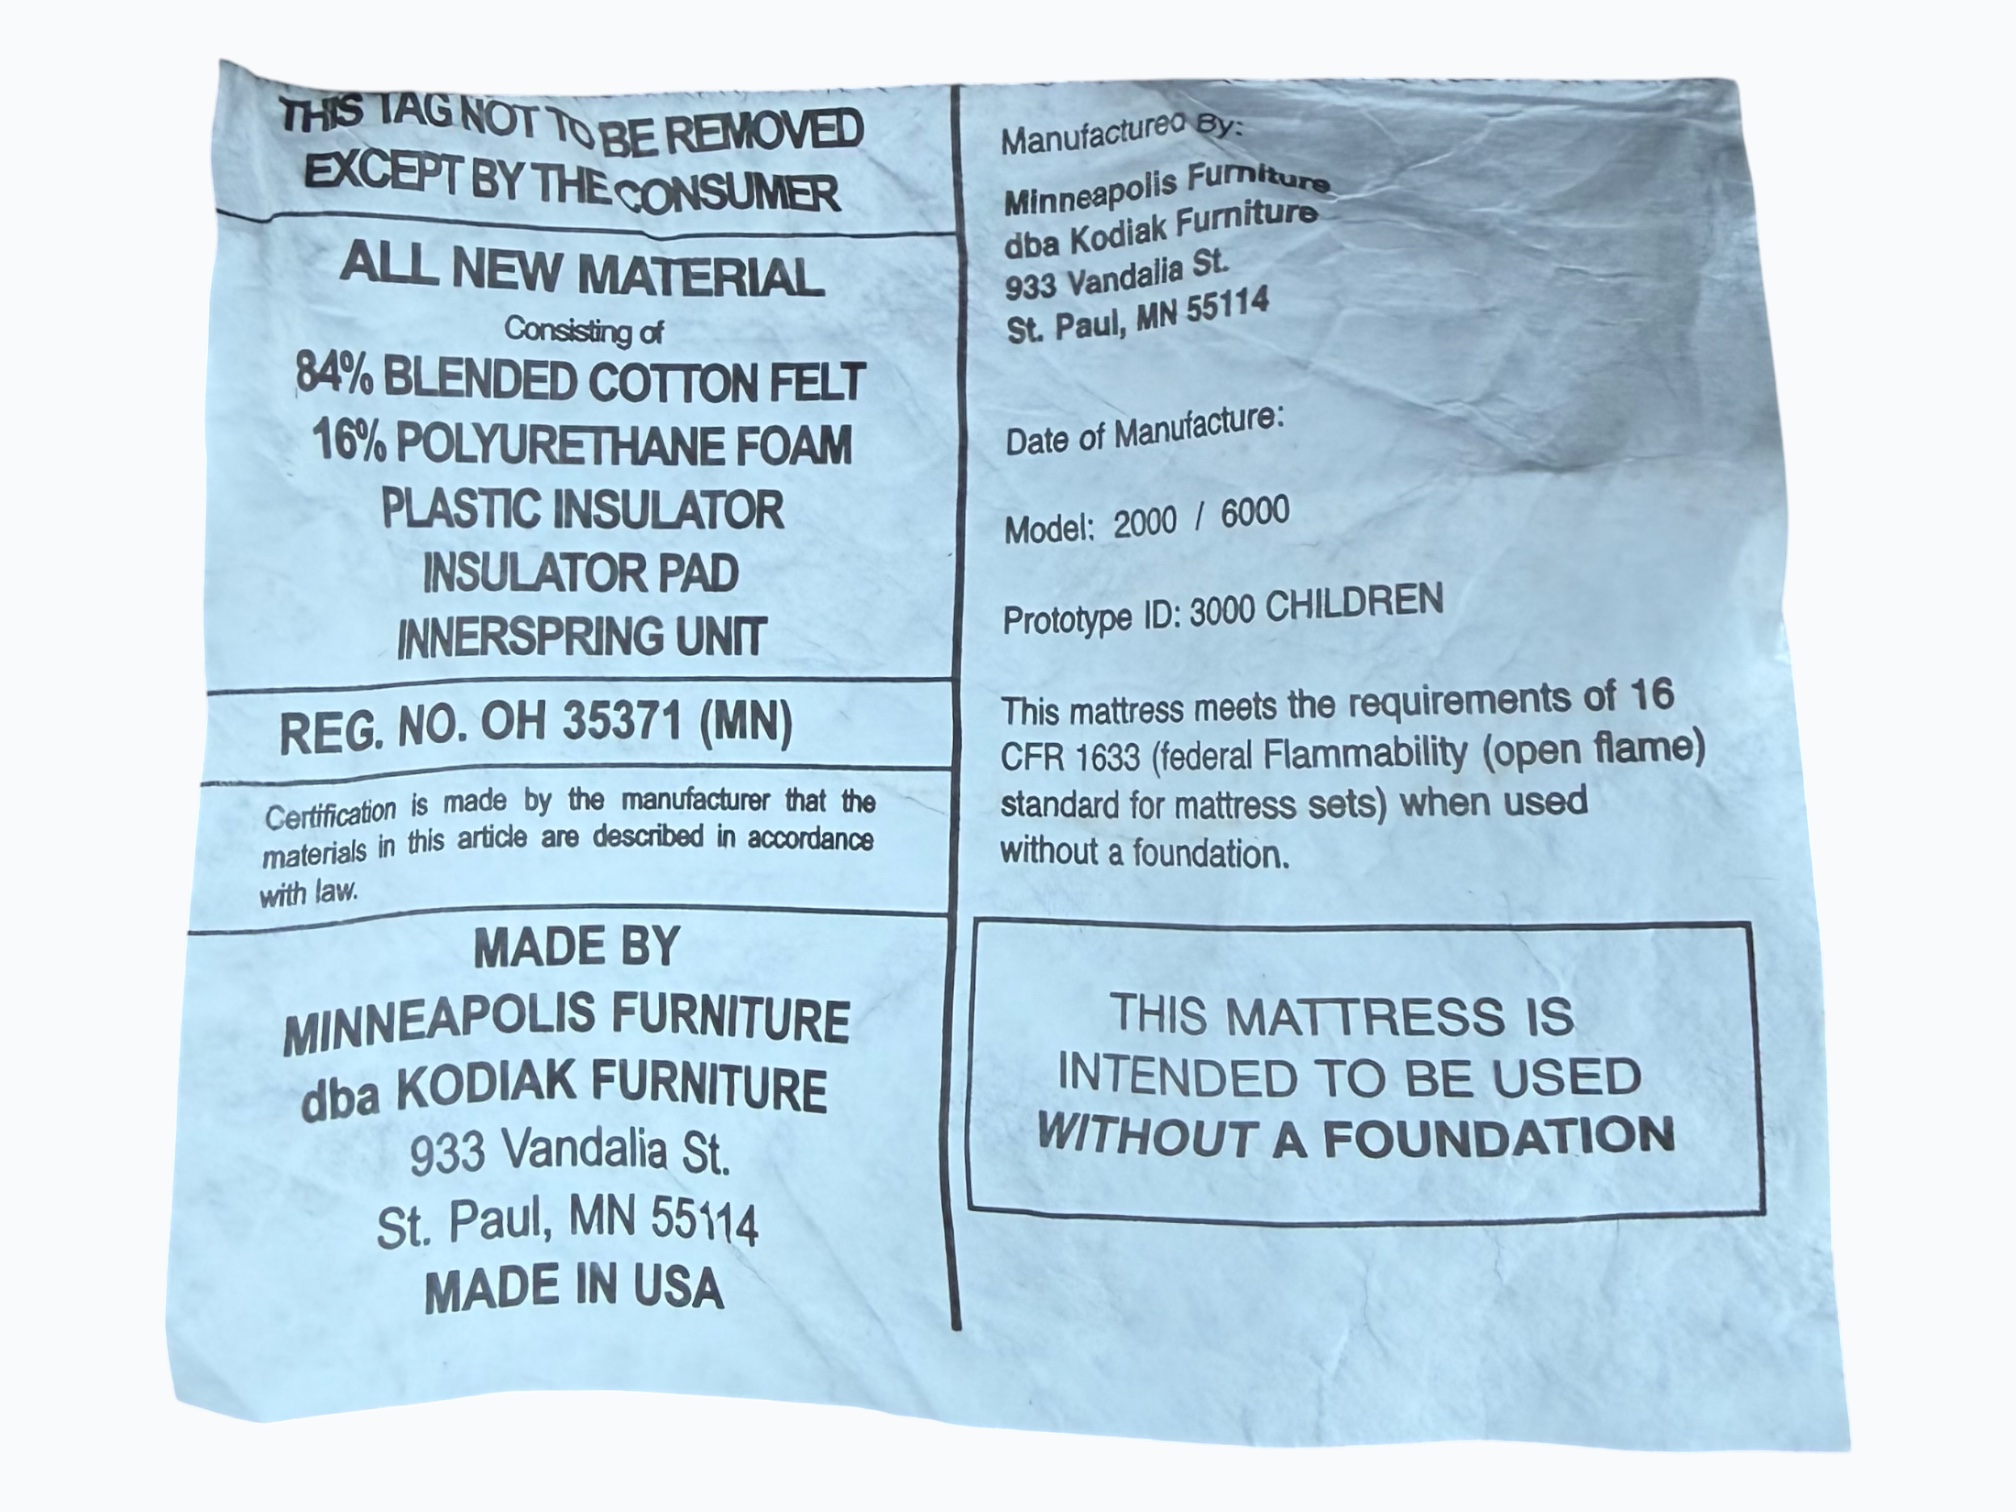 THIS TAG NOT TO BE REMOVED
EXCEPT BY THE CONSUMER
ALL NEW MATERIAL
Consisting of
84% BLENDED COTTON FELT
16% POLYURETHANE FOAM
PLASTIC INSULATOR
INSULATOR PAD
INNERSPRING UNIT
REG. NO. OH 35371 (MN)
Certification is made by the manufacturer that the
materials in this article are described in accordance
with law.
MADE BY
MINNEAPOLIS FURNITURE
dba KODIAK FURNITURE
933 Vandalia St.
St. Paul, MN 55114
MADE IN USA
Manufactured By:
Minneapolis Furniture
dba Kodiak Furniture
933 Vandalia St.
St. Paul, MN 55114
Date of Manufacture:
Model: 2000 / 6000
Prototype ID: 3000 CHILDREN
This mattress meets the requirements of 16
CFR 1633 (federal Flammability (open flame)
standard for mattress sets) when used
without a foundation.
THIS MATTRESS IS
INTENDED TO BE USED
WITHOUT A FOUNDATION